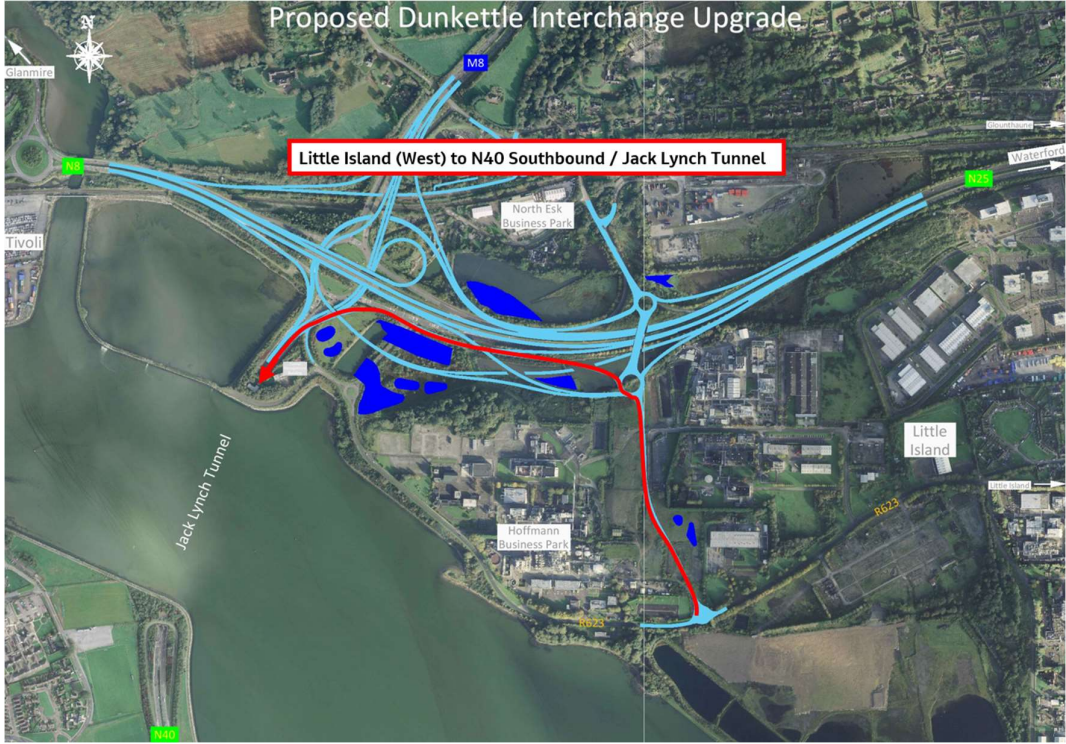 Proposed Dunkettle Interchange Upgrade
N
M8
Glanmire
Glounthaune
Little Island (West) to N40 Southbound / Jack Lynch Tunnel
Waterford
N8
N25
North Esk
Business Park
Tivoli
Little
Island
Jack Lynch Tunnel
Little Island
R623
Hoffmann
Business Park
R623
N40